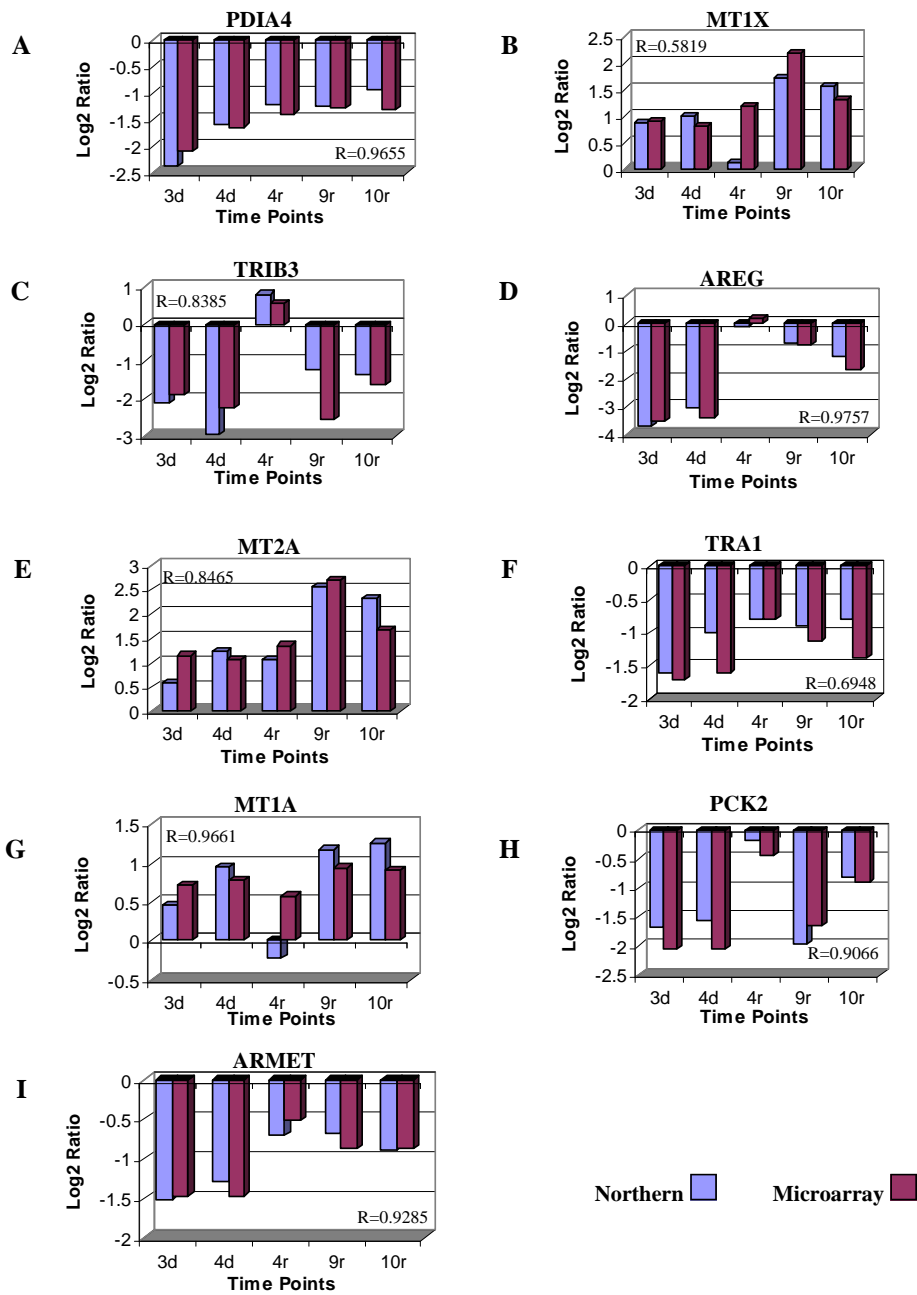 A
PDIA4
Log2 Ratio
0
-0.5
-1
-1.5
-2
-2.5
R=0.9655
3d 4d 4r 9r 10r
Time Points
B
MT1X
Log2 Ratio
2.5
2
1.5
1
0.5
0
R=0.5819
3d 4d 4r 9r 10r
Time Points
C
TRIB3
Log2 Ratio
1
0
-1
-2
-3
R=0.8385
3d 4d 4r 9r 10r
Time Points
D
AREG
Log2 Ratio
1
0
-1
-2
-3
-4
R=0.9757
3d 4d 4r 9r 10r
Time Points
E
MT2A
Log2 Ratio
3
2.5
2
1.5
1
0.5
0
R=0.8465
3d 4d 4r 9r 10r
Time Points
F
TRA1
Log2 Ratio
0
-0.5
-1
-1.5
-2
R=0.6948
3d 4d 4r 9r 10r
Time Points
G
MT1A
Log2 Ratio
1.5
1
0.5
0
-0.5
R=0.9661
3d 4d 4r 9r 10r
Time Points
H
PCK2
Log2 Ratio
0
-0.5
-1
-1.5
-2
-2.5
R=0.9066
3d 4d 4r 9r 10r
Time Points
I
ARMET
Log2 Ratio
0
-0.5
-1
-1.5
-2
R=0.9285
3d 4d 4r 9r 10r
Time Points
Northern
Microarray